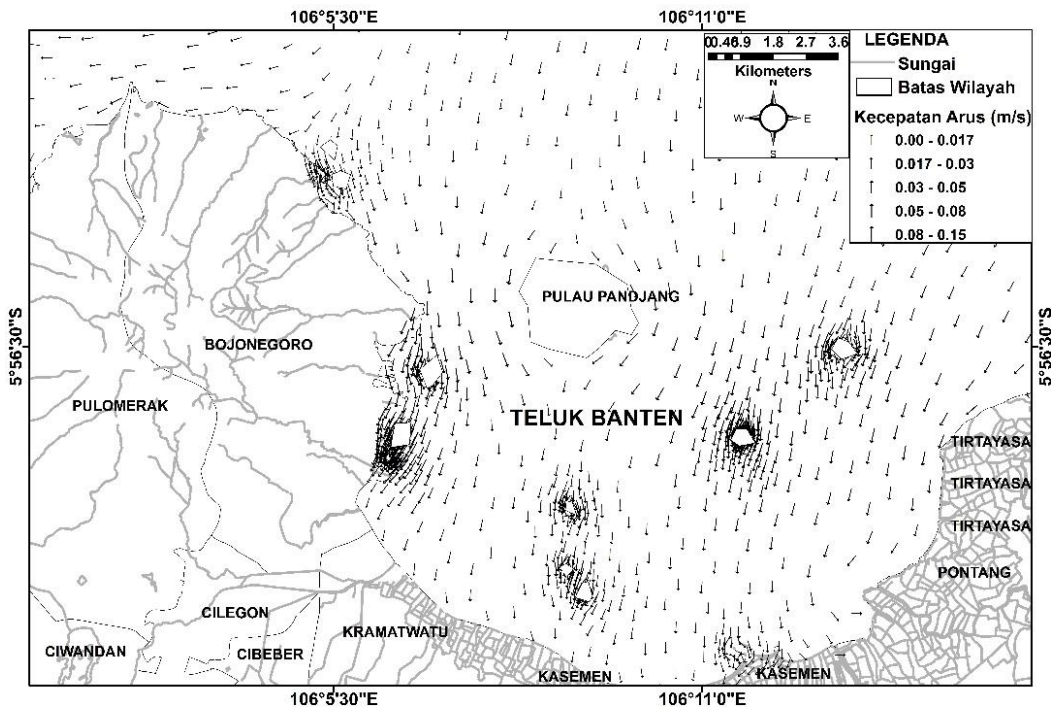 106°5'30"E
106°11'0"E
LEGENDA
Sungai
Batas Wilayah
Kecepatan Arus (m/s)
0.00 - 0.017
0.017 - 0.03
0.03 - 0.05
0.05 - 0.08
0.08 - 0.15
1.8 2.7 3.6
Kilometers
N
W E
S
5°56'30"S
5°56'30"S
PULAU PANDJANG
BOJONEGORO
PULOMERAK
TELUK BANTEN
TIRTAYASA
TIRTAYASA
TIRTAYASA
PONTANG
CILEGON
KRAMATWATU
CIWANDAN
CIBEBER
KASEMEN
KASEMEN
106°5'30"E
106°11'0"E